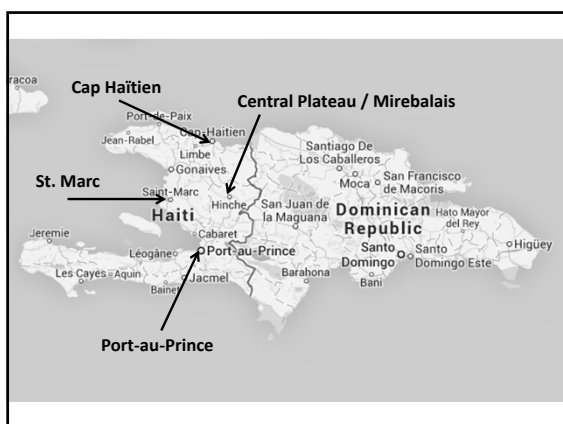 racoa
Cap Haïtien
Central Plateau / Mirebalais
Port-de-Paix
Cap-Haitien
Jean-Rabel
Limbe
Santiago De
Los Caballeros
Gonaives
San Francisco
de Macoris
Moca
St. Marc
Saint-Marc
Hinche
San Juan de
la Maguana
Haiti
Dominican
Republic
Hato Mayor
del Rey
Cabaret
Jeremie
Léogâne
Port-au-Prince
Santo
Domingo
Santo
Domingo Este
Higüey
Les Cayes
Aquin
Jacmel
Bainet
Barahona
Bani
Port-au-Prince